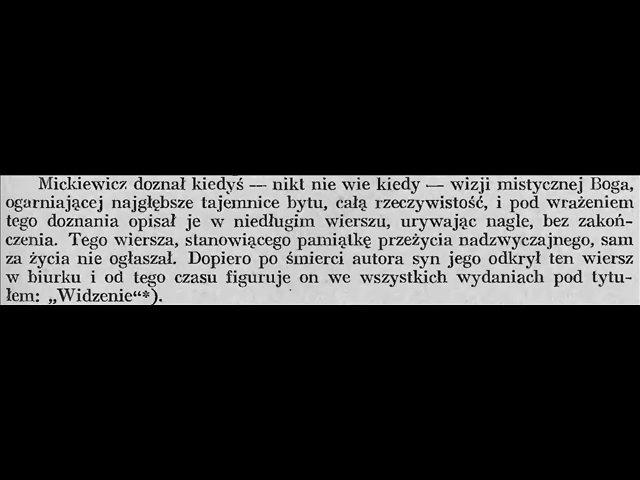 Mickiewicz doznał kiedyś — nikt nie wie kiedy — wizji mistycznej Boga,
ogarniającej najgłębsze tajemnice bytu, całą rzeczywistość, i pod wrażeniem
tego doznania opisał je w niedługim wierszu, urywając nagle, bez zakoń-
czenia. Tego wiersza, stanowiącego pamiątkę przeżycia nadzwyczajnego, sam
za życia nie ogłaszał. Dopiero po śmierci autora syn jego odkrył ten wiersz
w biurku i od tego czasu figuruje on we wszystkich wydaniach pod tytu-
łem: „Widzenie“*).